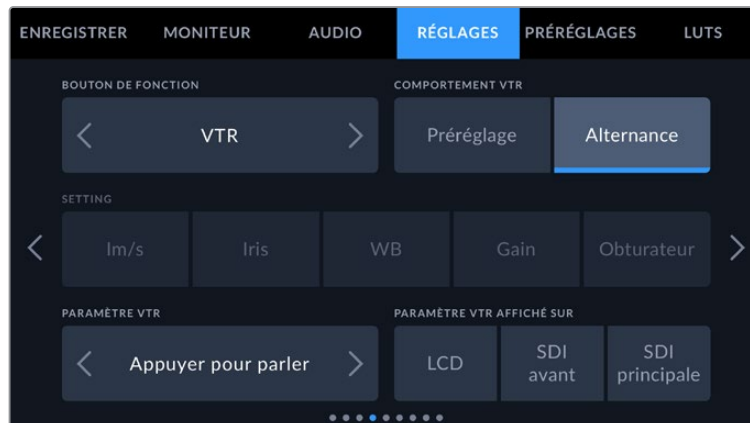 ENREGISTRER MONITEUR AUDIO RÉGLAGES PRÉRÉGLAGES LUTS
BOUTON DE FONCTION COMPORTEMENT VTR
VTR Préréglage Alternance
SETTING
Im/s Iris WB Gain Obturateur
PARAMÈTRE VTR PARAMÈTRE VTR AFFICHÉ SUR
Appuyer pour parler LCD SDI avant SDI principale